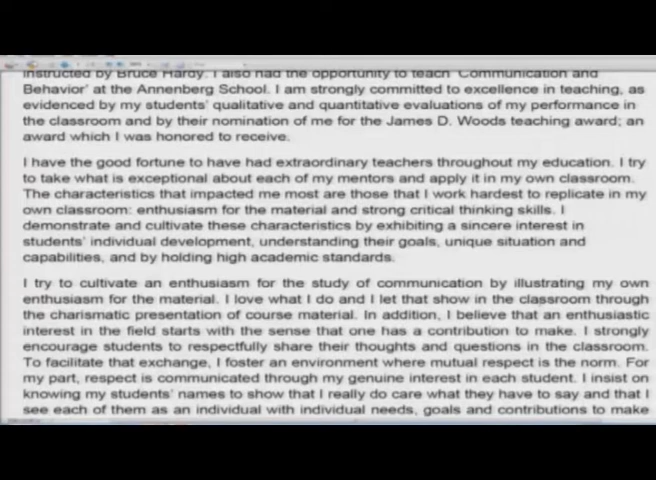 instructed by Bruce Hardy. I also had the opportunity to teach 'Communication and
Behavior' at the Annenberg School. I am strongly committed to excellence in teaching, as
evidenced by my students' qualitative and quantitative evaluations of my performance in
the classroom and by their nomination of me for the James D. Woods teaching award; an
award which I was honored to receive.
I have the good fortune to have had extraordinary teachers throughout my education. I try
to take what is exceptional about each of my mentors and apply it in my own classroom.
The characteristics that impacted me most are those that I work hardest to replicate in my
own classroom: enthusiasm for the material and strong critical thinking skills. I
demonstrate and cultivate these characteristics by exhibiting a sincere interest in
students' individual development, understanding their goals, unique situation and
capabilities, and by holding high academic standards.
I try to cultivate an enthusiasm for the study of communication by illustrating my own
enthusiasm for the material. I love what I do and I let that show in the classroom through
the charismatic presentation of course material. In addition, I believe that an enthusiastic
interest in the field starts with the sense that one has a contribution to make. I strongly
encourage students to respectfully share their thoughts and questions in the classroom.
To facilitate that exchange, I foster an environment where mutual respect is the norm. For
my part, respect is communicated through my genuine interest in each student. I insist on
knowing my students' names to show that I really do care what they have to say and that I
see each of them as an individual with individual needs, goals and contributions to make